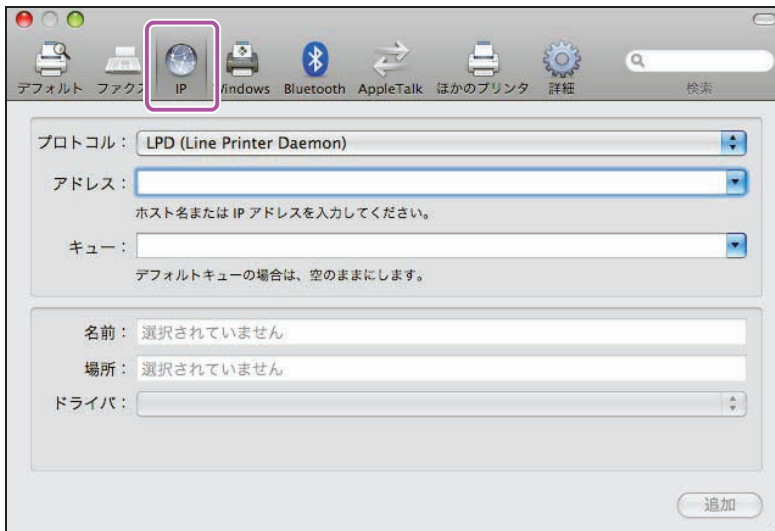 デフォルト ファクス IP Windows Bluetooth AppleTalk ほかのプリンタ 詳細 検索
プロトコル： LPD (Line Printer Daemon)
アドレス：
ホスト名または IP アドレスを入力してください。
キュー：
デフォルトキューの場合は、空のままにします。
名前： 選択されていません
場所： 選択されていません
ドライバ：
追加